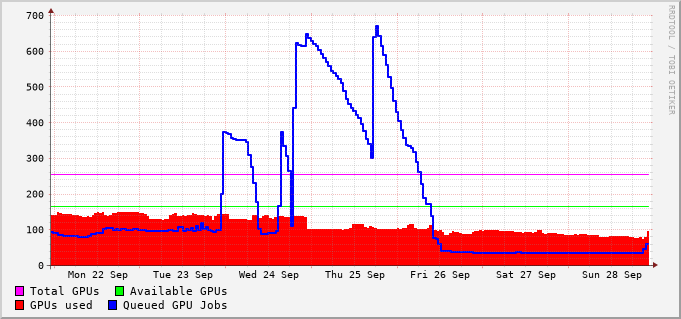 700
600
500
400
300
200
100
0
Mon 22 Sep Tue 23 Sep Wed 24 Sep Thu 25 Sep Fri 26 Sep Sat 27 Sep Sun 28 Sep
Total GPUs Available GPUs
GPUs used Queued GPU Jobs
RRDTOOL / TOBI OETIKER